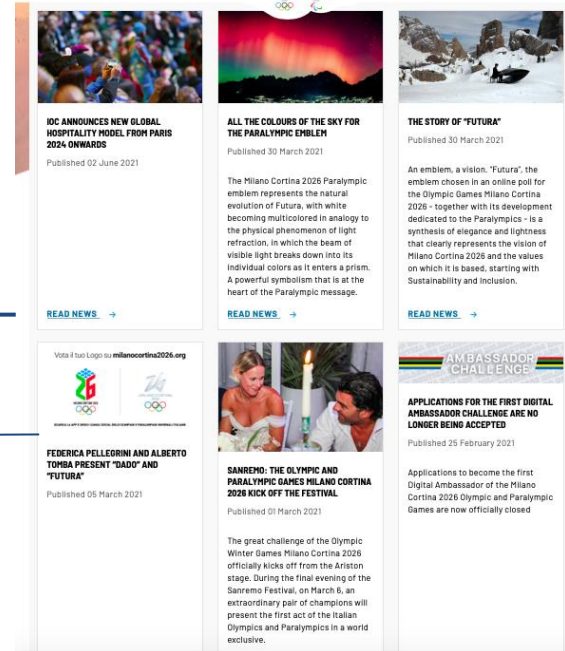 IOC ANNOUNCES NEW GLOBAL
HOSPITALITY MODEL FROM PARIS
2024 ONWARDS
Published 02 June 2021
READ NEWS →
ALL THE COLOURS OF THE SKY FOR
THE PARALYMPIC EMBLEM
Published 30 March 2021
The Milano Cortina 2026 Paralympic
emblem represents the natural
evolution of Futura, with white
becoming multicolored in analogy to
the physical phenomenon of light
refraction, in which the beam of
visible light breaks down into its
individual colors as it enters a prism.
A powerful symbolism that is at the
heart of the Paralympic message.
READ NEWS →
THE STORY OF "FUTURA"
Published 30 March 2021
An emblem, a vision. "Futura", the
emblem chosen in an online poll for
the Olympic Games Milano Cortina
2026 - together with its development
dedicated to the Paralympics - is a
synthesis of elegance and lightness
that clearly represents the vision of
Milano Cortina 2026 and the values
on which it is based, starting with
Sustainability and Inclusion.
READ NEWS →
Vota il tuo Logo su milanocortina2026.org
26
26
FEDERICA PELLEGRINI AND ALBERTO
TOMBA PRESENT "DADO" AND
"FUTURA"
Published 05 March 2021
SANREMO: THE OLYMPIC AND
PARALYMPIC GAMES MILANO CORTINA
2026 KICK OFF THE FESTIVAL
Published 01 March 2021
The great challenge of the Olympic
Winter Games Milano Cortina 2026
officially kicks off from the Ariston
stage. During the final evening of the
Sanremo Festival, on March 6, an
extraordinary pair of champions will
present the first act of the Italian
Olympics and Paralympics in a world
exclusive.
AMBASSADOR
CHALLENGE
APPLICATIONS FOR THE FIRST DIGITAL
AMBASSADOR CHALLENGE ARE NO
LONGER BEING ACCEPTED
Published 25 February 2021
Applications to become the first
Digital Ambassador of the Milano
Cortina 2026 Olympic and Paralympic
Games are now officially closed